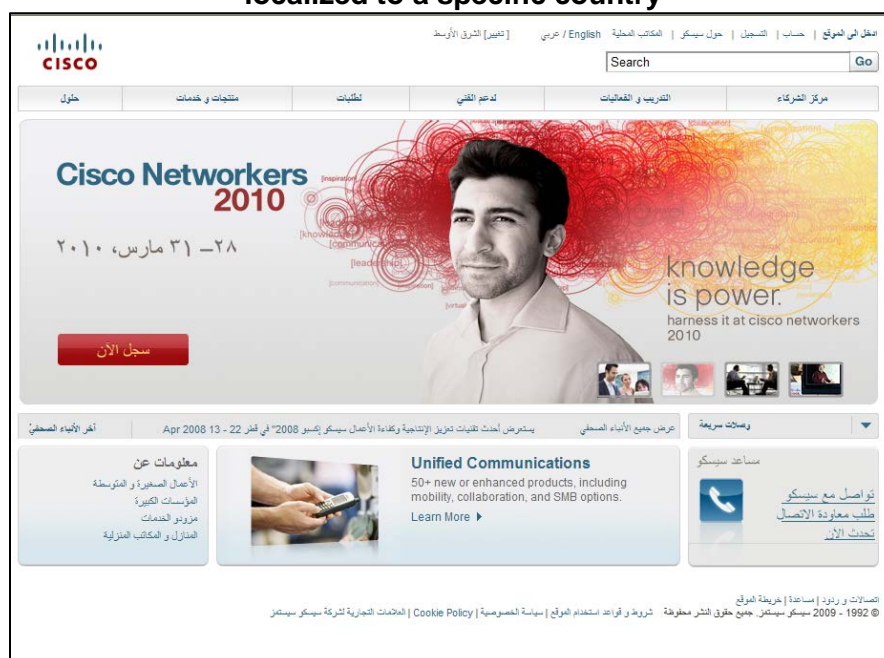 localized to a specific country
ادخل الى الموقع | حساب | التسجيل | حول سيسكو | المكاتب المحلية English / عربي [تغيير] الشرق الأوسط
CISCO
Search Go
حلول
منتجات و خدمات
لطلبات
لدعم الفني
التدريب و الفعاليات
مركز الشركاء
Cisco Networkers
2010
٢٨– ٣١ مارس، ٢٠١٠
سجل الآن
[inspiration]
knowledge
is power.
harness it at cisco networkers
2010
آخر الأنباء الصحفي
يستعرض أحدث تقنيات تعزيز الإنتاجية وكفاءة الأعمال سيسكو إكسبو 2008" في قطر 22 - 13 Apr 2008
عرض جميع الأنباء الصحفي
وصلات سريعة
معلومات عن
الأعمال الصغيرة و المتوسطة
المؤسسات الكبيرة
مزودو الخدمات
المنازل و المكاتب المنزلية
Unified Communications
50+ new or enhanced products, including
mobility, collaboration, and SMB options.
Learn More
مساعد سيسكو
تواصل مع سيسكو
طلب معاودة الاتصال
تحدث الآن
اتصالات و ردود | مساعدة | خريطة الموقع
© 1992 - 2009 سيسكو سيستمز. جميع حقوق النشر محفوظة شروط و قواعد استخدام الموقع | سياسة الخصوصية | Cookie Policy | العلامات التجارية لشركة سيسكو سيستمز